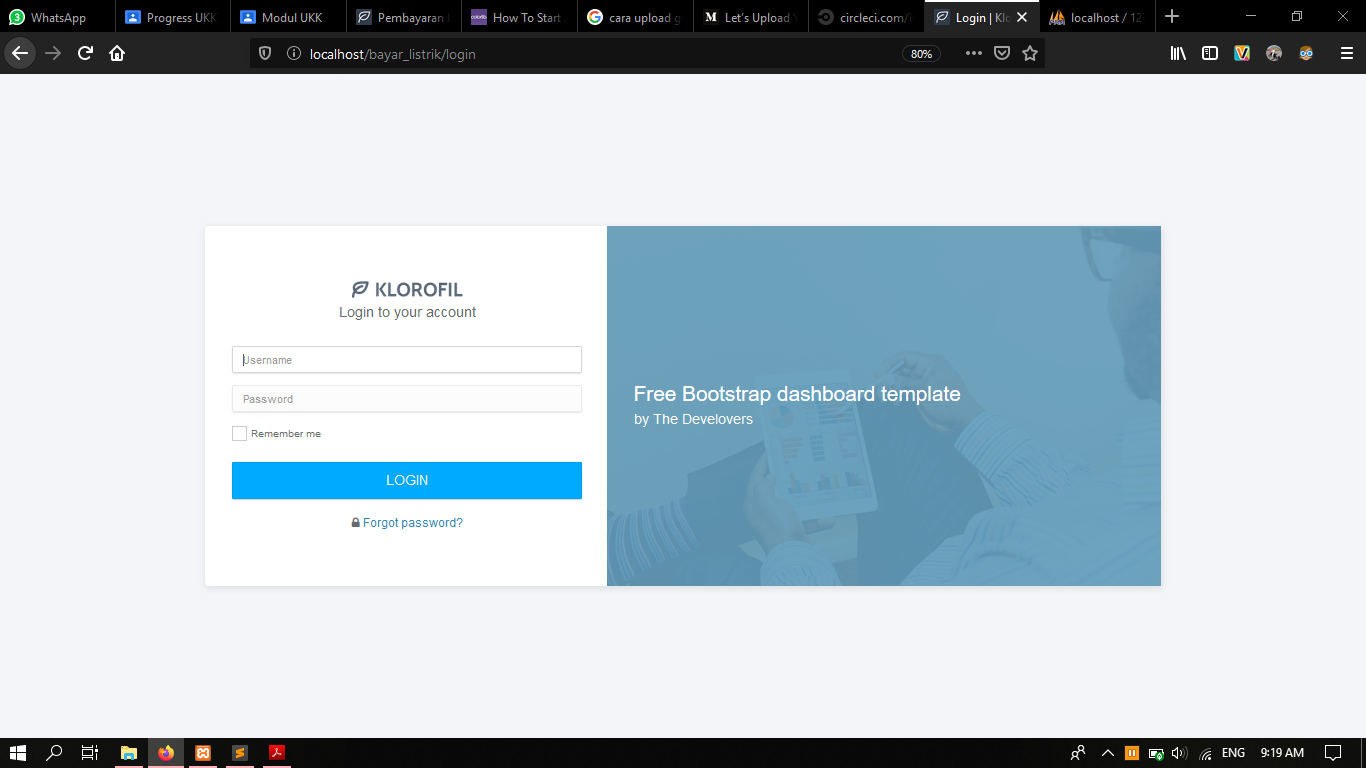 3 WhatsApp
Progress UKK
Modul UKK
Pembayaran
How To Start
cara upload g
M Let's Upload
circleci.com/
Login | Klo
localhost / 12
localhost/bayar_listrik/login
80%
KLOROFIL
Login to your account
Username
Password
Remember me
LOGIN
Forgot password?
Free Bootstrap dashboard template
by The Develovers
ENG
9:19 AM